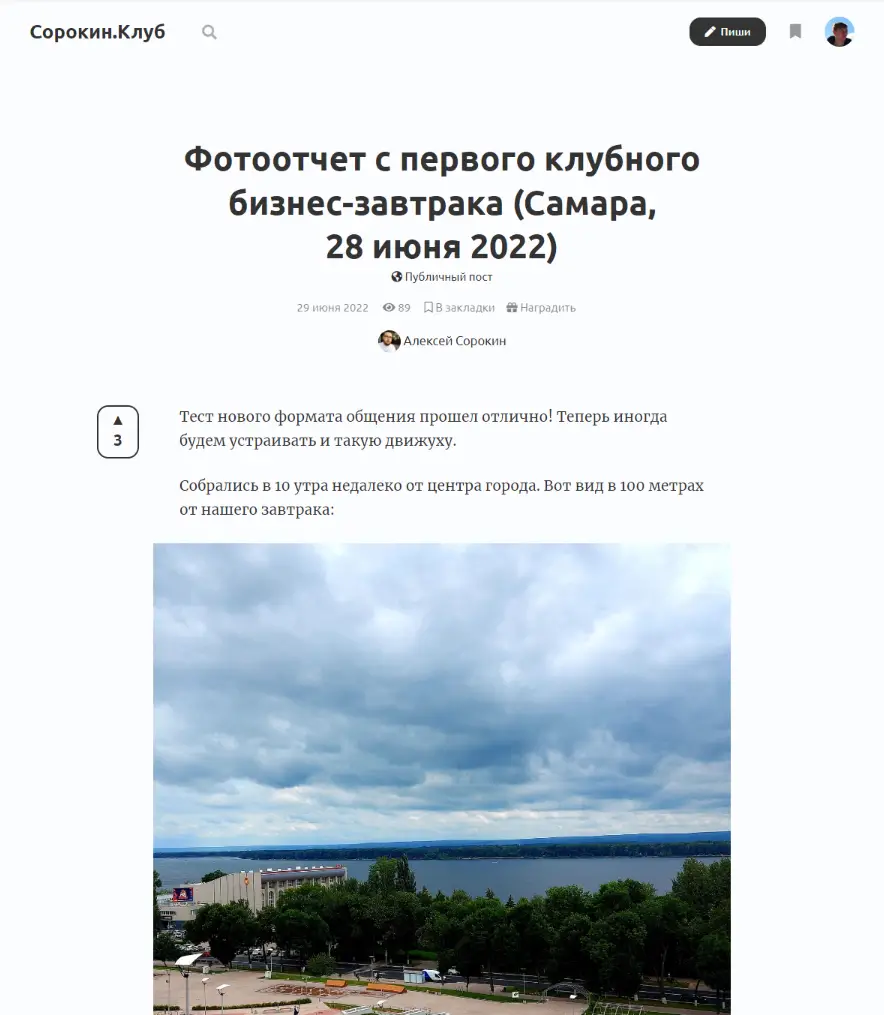 Сорокин.Клуб
Пиши
Фотоотчет с первого клубного
бизнес-завтрака (Самара,
28 июня 2022)
Публичный пост
29 июня 2022 89 В закладки Наградить
Алексей Сорокин
▲
3
Тест нового формата общения прошел отлично! Теперь иногда
будем устраивать и такую движуху.
Собрались в 10 утра недалеко от центра города. Вот вид в 100 метрах
от нашего завтрака: